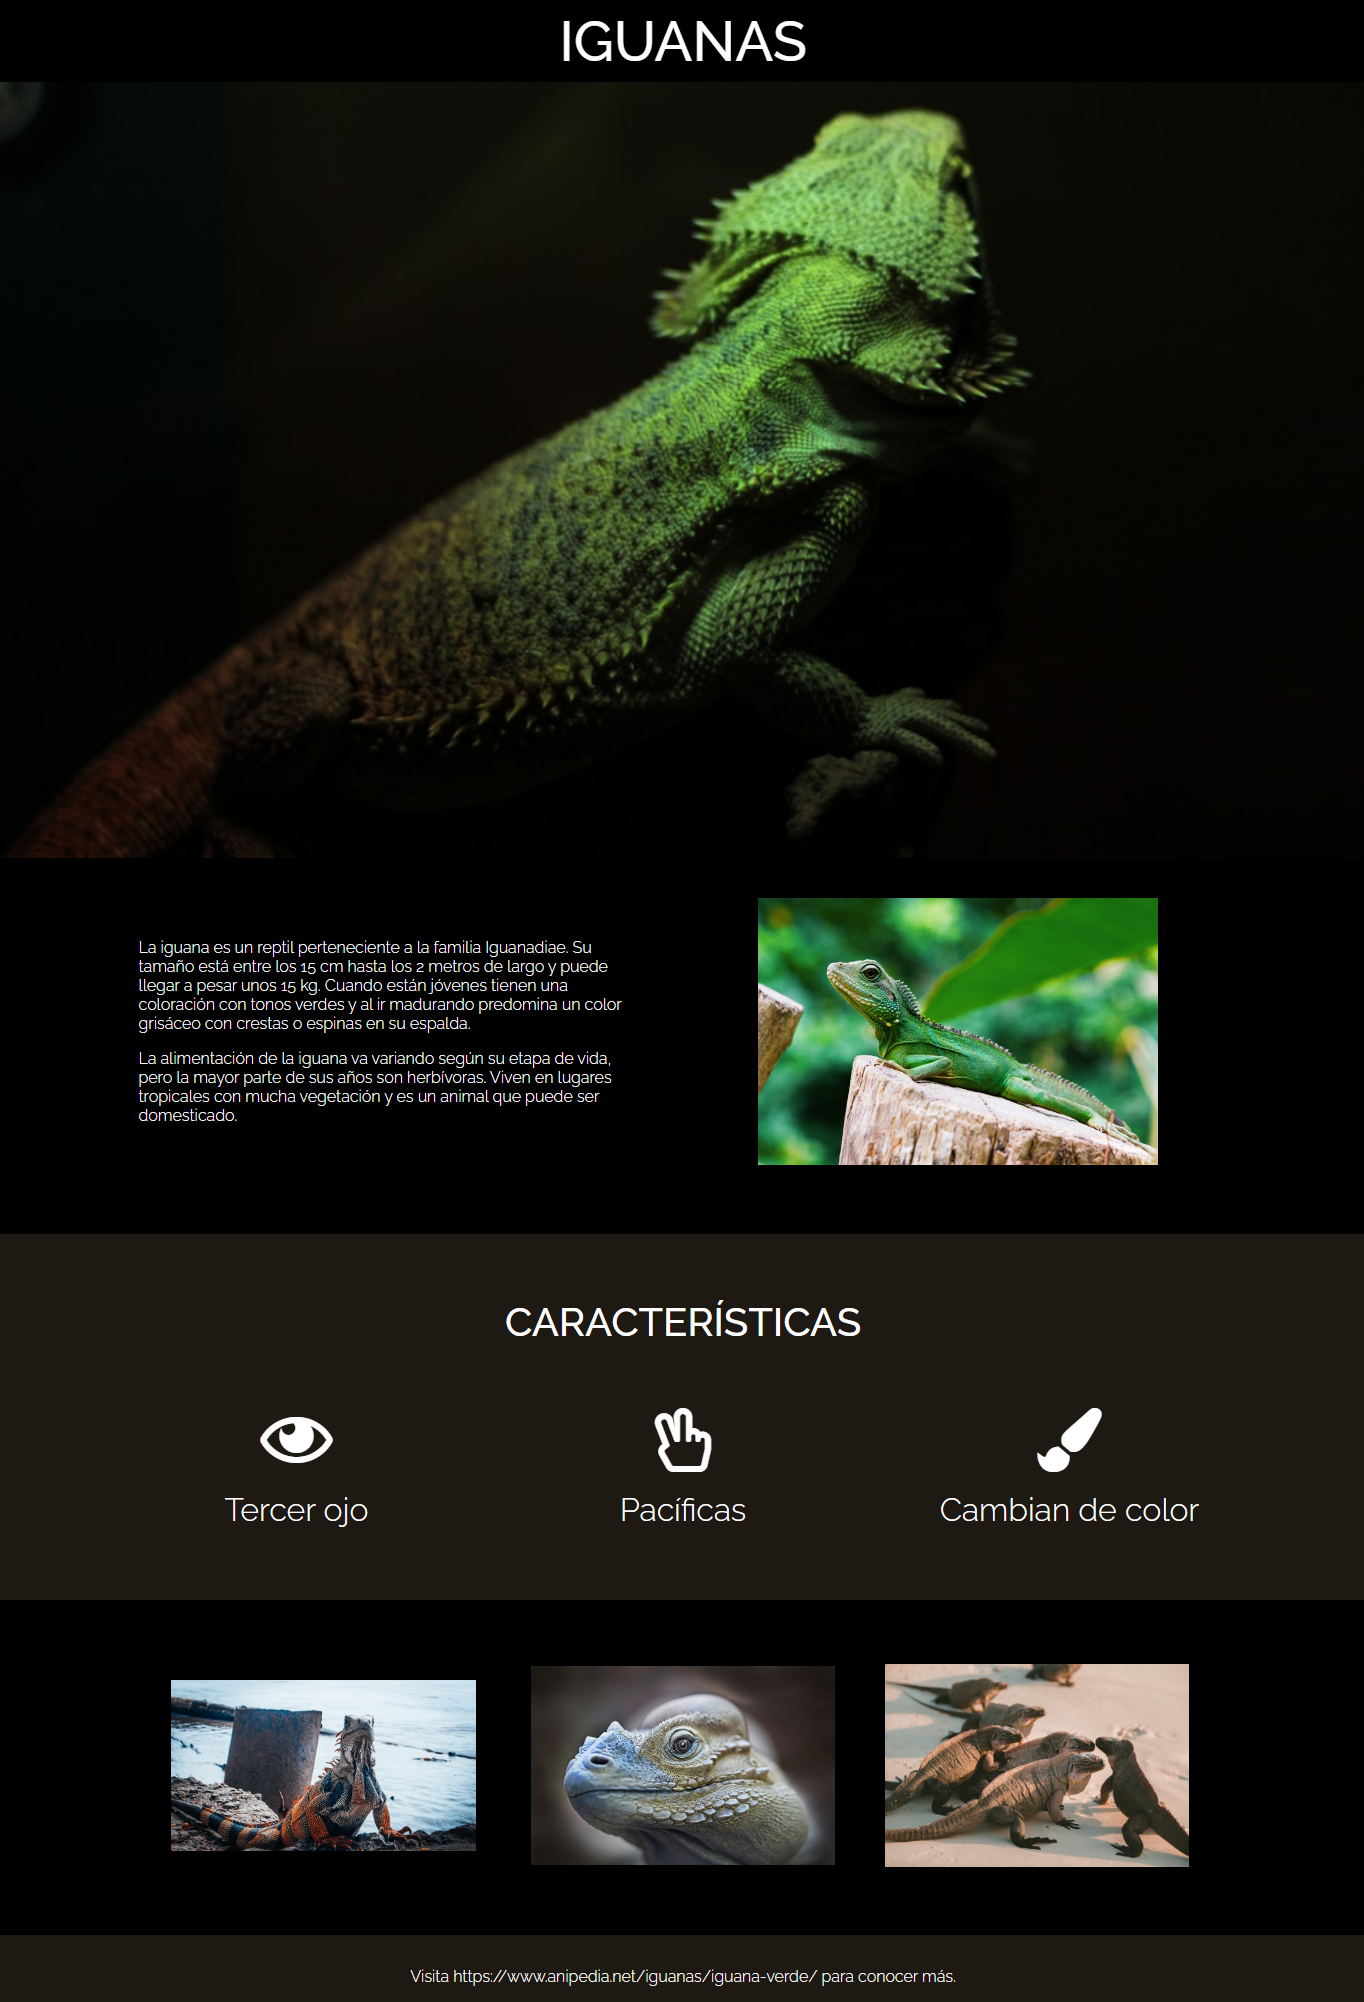 IGUANAS
La iguana es un reptil perteneciente a la familia Iguanadiae. Su
tamaño está entre los 15 cm hasta los 2 metros de largo y puede
llegar a pesar unos 15 kg. Cuando están jóvenes tienen una
coloración con tonos verdes y al ir madurando predomina un color
grisáceo con crestas o espinas en su espalda.
La alimentación de la iguana va variando según su etapa de vida,
pero la mayor parte de sus años son herbívoras. Viven en lugares
tropicales con mucha vegetación y es un animal que puede ser
domesticado.
CARACTERÍSTICAS
Tercer ojo
Pacíficas
Cambian de color
Visita https://www.anipedia.net/iguanas/iguana-verde/ para conocer más.